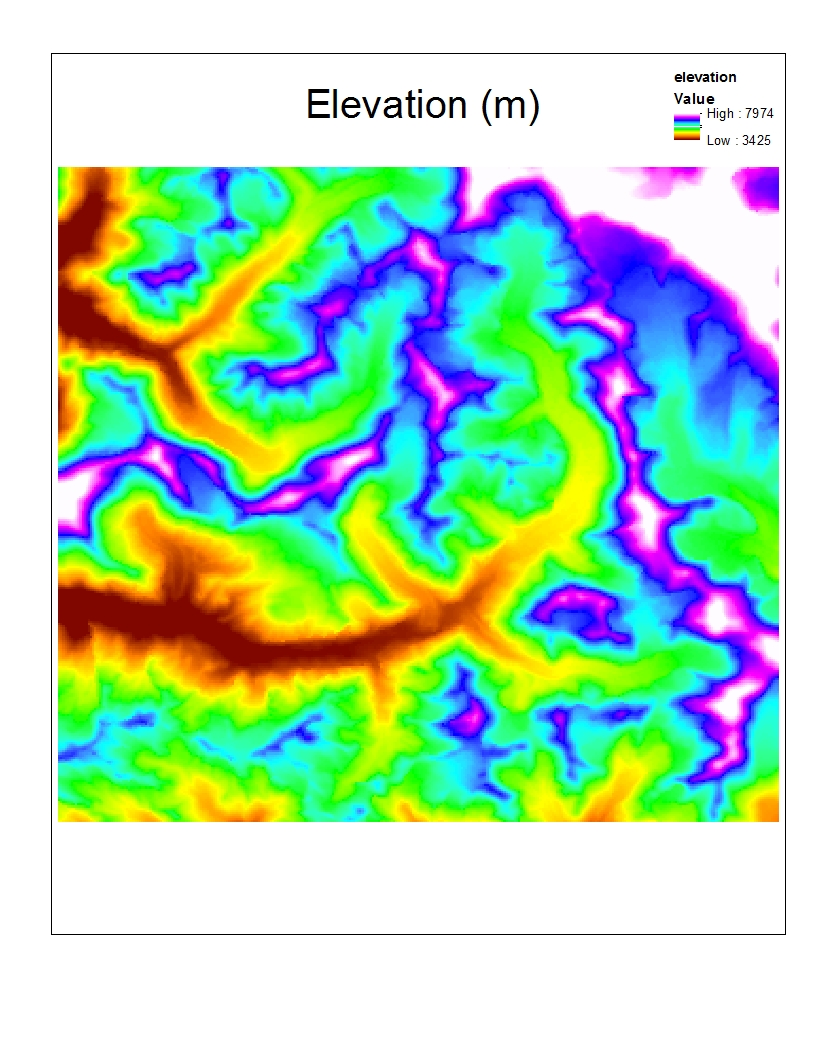 Elevation (m)
elevation
Value
High : 7974
Low : 3425